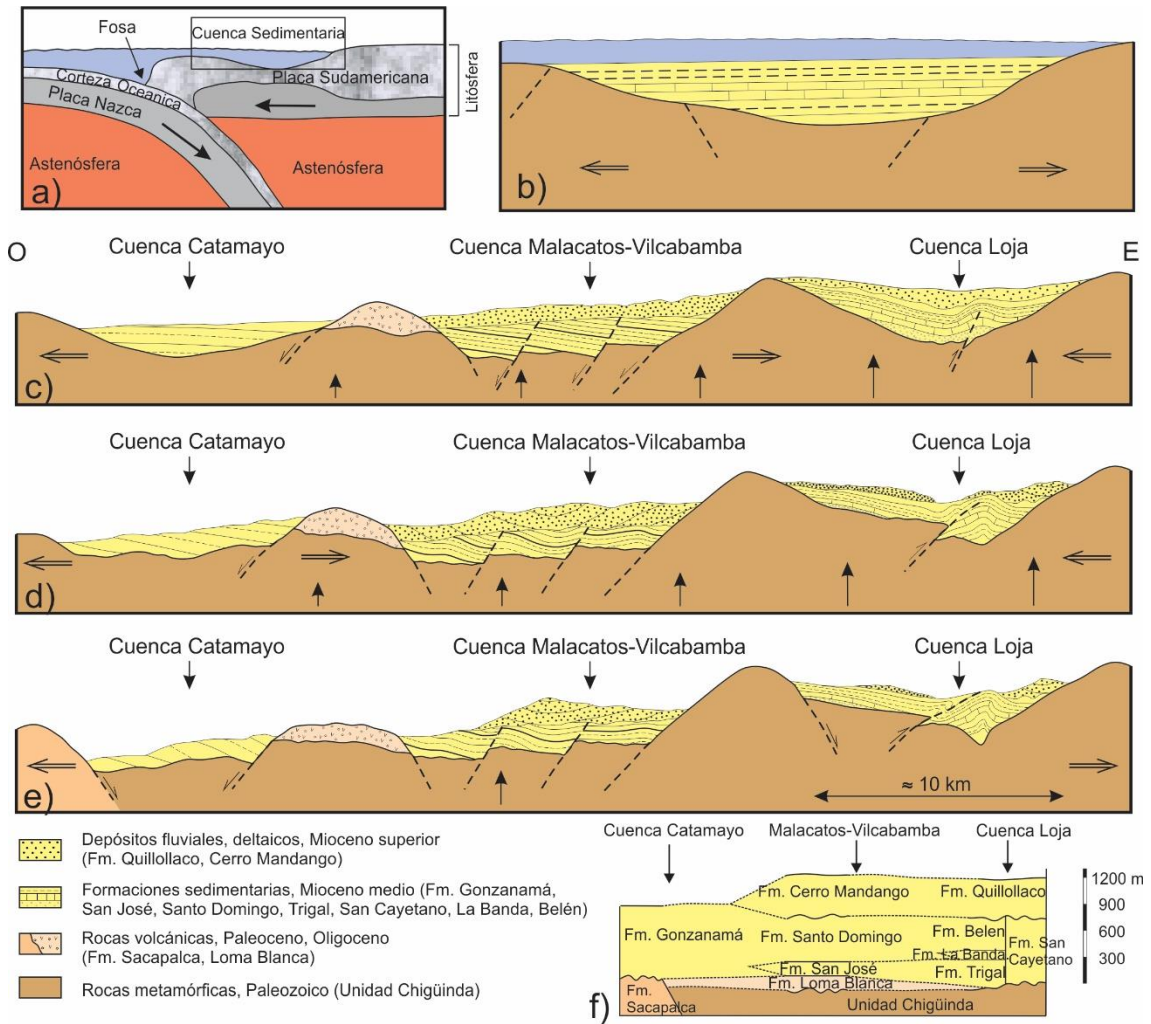 Fosa
Cuenca Sedimentaria
Corteza Oceanica
Placa Nazca
Placa Sudamericana
Litósfera
Astenósfera
Astenósfera
a)
b)
O
Cuenca Catamayo
Cuenca Malacatos-Vilcabamba
Cuenca Loja
E
c)
Cuenca Catamayo
Cuenca Malacatos-Vilcabamba
Cuenca Loja
d)
Cuenca Catamayo
Cuenca Malacatos-Vilcabamba
Cuenca Loja
e)
≈ 10 km
Depósitos fluviales, deltaicos, Mioceno superior
(Fm. Quillollaco, Cerro Mandango)
Formaciones sedimentarias, Mioceno medio (Fm. Gonzanamá,
San José, Santo Domingo, Trigal, San Cayetano, La Banda, Belén)
Rocas volcánicas, Paleoceno, Oligoceno
(Fm. Sacapalca, Loma Blanca)
Rocas metamórficas, Paleozoico (Unidad Chigüinda)
Cuenca Catamayo
Malacatos-Vilcabamba
Cuenca Loja
Fm. Cerro Mandango
Fm. Quillollaco
Fm. Gonzanamá
Fm. Santo Domingo
Fm. Belen
Fm. La Banda
Fm. San
Cayetano
Fm. San José
Fm. Trigal
Fm. Loma Blanca
Fm.
Sacapalca
Unidad Chigüinda
1200 m
900
600
300
f)